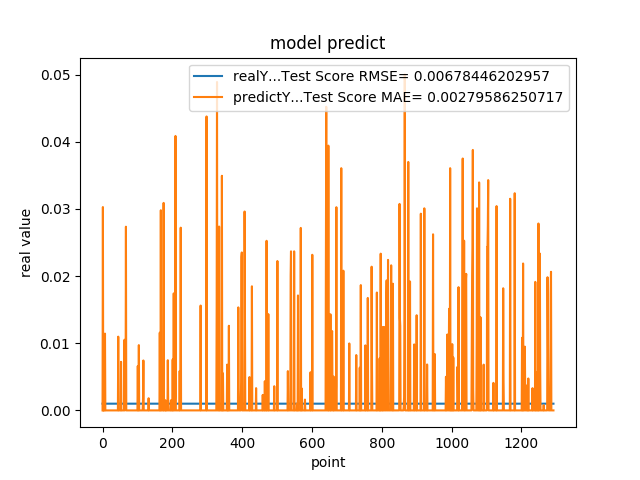 model predict
realY...Test Score RMSE= 0.00678446202957
predictY...Test Score MAE= 0.00279586250717
0.05
0.04
0.03
0.02
0.01
0.00
real value
0 200 400 600 800 1000 1200
point